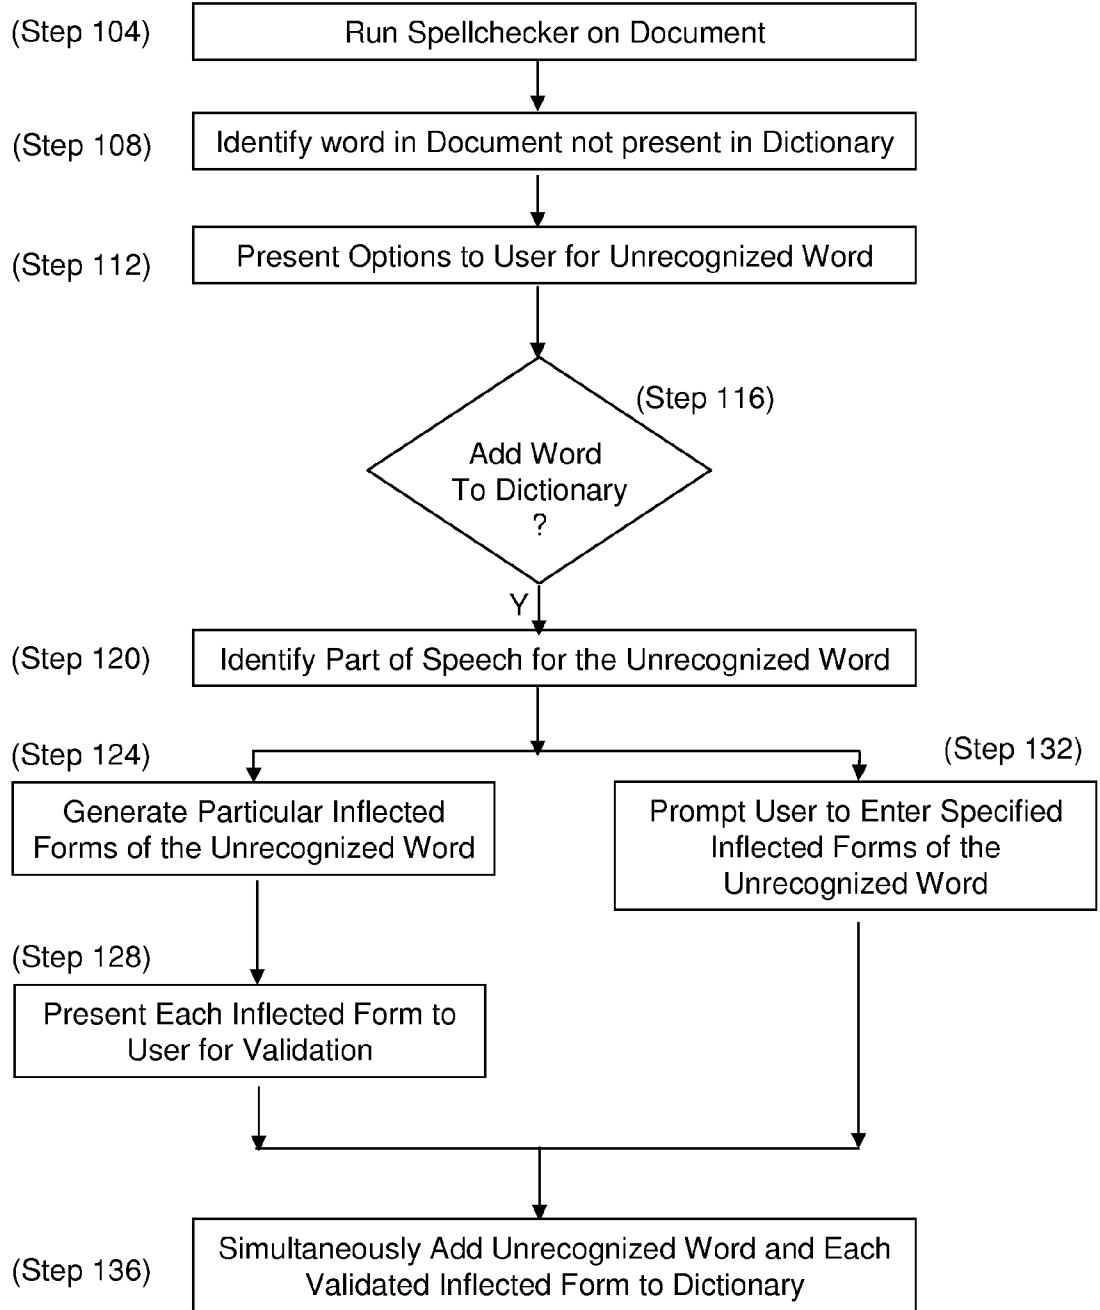 (Step 104)
Run Spellchecker on Document
(Step 108)
Identify word in Document not present in Dictionary
(Step 112)
Present Options to User for Unrecognized Word
(Step 116)
Add Word
To Dictionary
?
Y
(Step 120)
Identify Part of Speech for the Unrecognized Word
(Step 124)
Generate Particular Inflected
Forms of the Unrecognized Word
(Step 132)
Prompt User to Enter Specified
Inflected Forms of the
Unrecognized Word
(Step 128)
Present Each Inflected Form to
User for Validation
(Step 136)
Simultaneously Add Unrecognized Word and Each
Validated Inflected Form to Dictionary